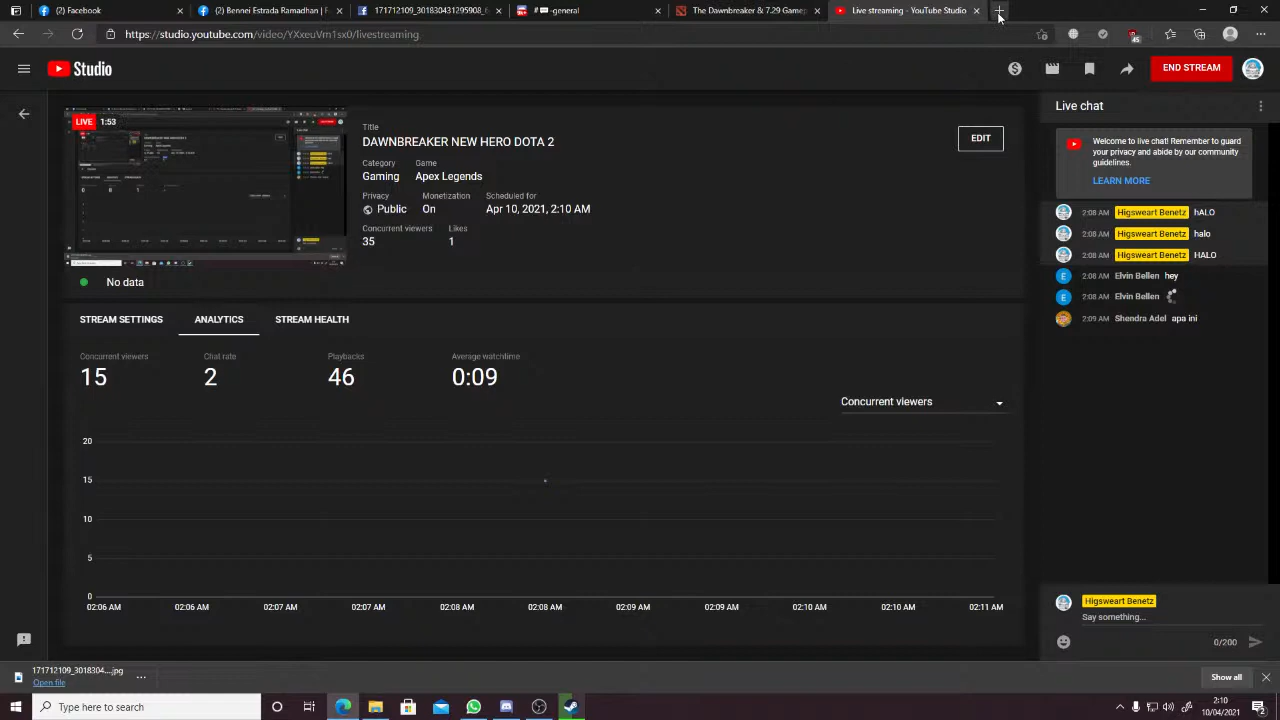 (2) Facebook
(2) Bennei Estrada Ramadhan | F
171712109_301830431295908
-general
The Dawnbreaker & 7.29 Gamep
Live streaming - YouTube Studio
https://studio.youtube.com/video/YXxeuVm1sx0/livestreaming
45
Studio
END STREAM
LIVE 1:53
Title
DAWNBREAKER NEW HERO DOTA 2
EDIT
Category Game
Gaming Apex Legends
Privacy Monetization Scheduled for
Public On Apr 10, 2021, 2:10 AM
Concurrent viewers Likes
35 1
No data
STREAM SETTINGS ANALYTICS STREAM HEALTH
Concurrent viewers Chat rate Playbacks Average watchtime
15 2 46 0:09
Concurrent viewers
20
15
10
5
0
02:06 AM 02:06 AM 02:07 AM 02:07 AM AM 02:08 AM 02:09 AM 02:09 AM 02:10 AM 02:10 AM 02:11 AM
Live chat
Welcome to live chat! Remember to guard
your privacy and abide by our community
guidelines.
LEARN MORE
2:08 AM Higsweart Benetz hALO
2:08 AM Higsweart Benetz halo
2:08 AM Higsweart Benetz HALO
2:08 AM Elvin Bellen hey
2:08 AM Elvin Bellen
2:09 AM Shendra Adel apa ini
Higsweart Benetz
Say something...
0/200
171712109_3018304....jpg
Open file
Show all
Type here to search
2:10
10/04/2021
2